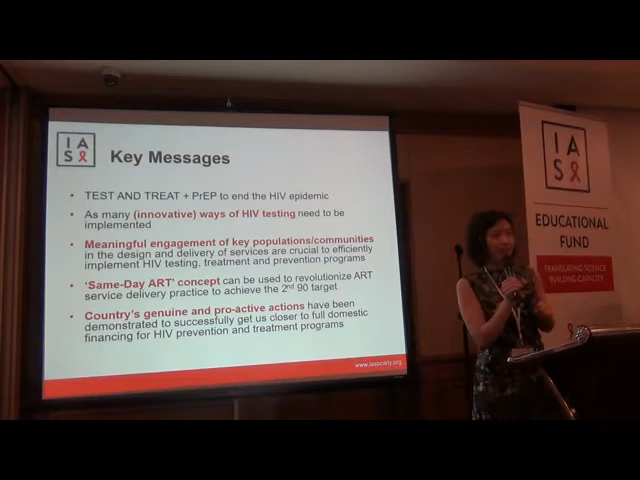 IA
S
Key Messages
• TEST AND TREAT + PrEP to end the HIV epidemic
• As many (innovative) ways of HIV testing need to be
implemented
• Meaningful engagement of key populations/communities
in the design and delivery of services are crucial to efficiently
implement HIV testing, treatment and prevention programs
• ‘Same-Day ART’ concept can be used to revolutionize ART
service delivery practice to achieve the 2nd 90 target
• Country's genuine and pro-active actions have been
demonstrated to successfully get us closer to full domestic
financing for HIV prevention and treatment programs
www.iasociety.org
IA
S
EDUCATIONAL
FUND
TRANSLATING SCIENCE
BUILDING CAPACITY